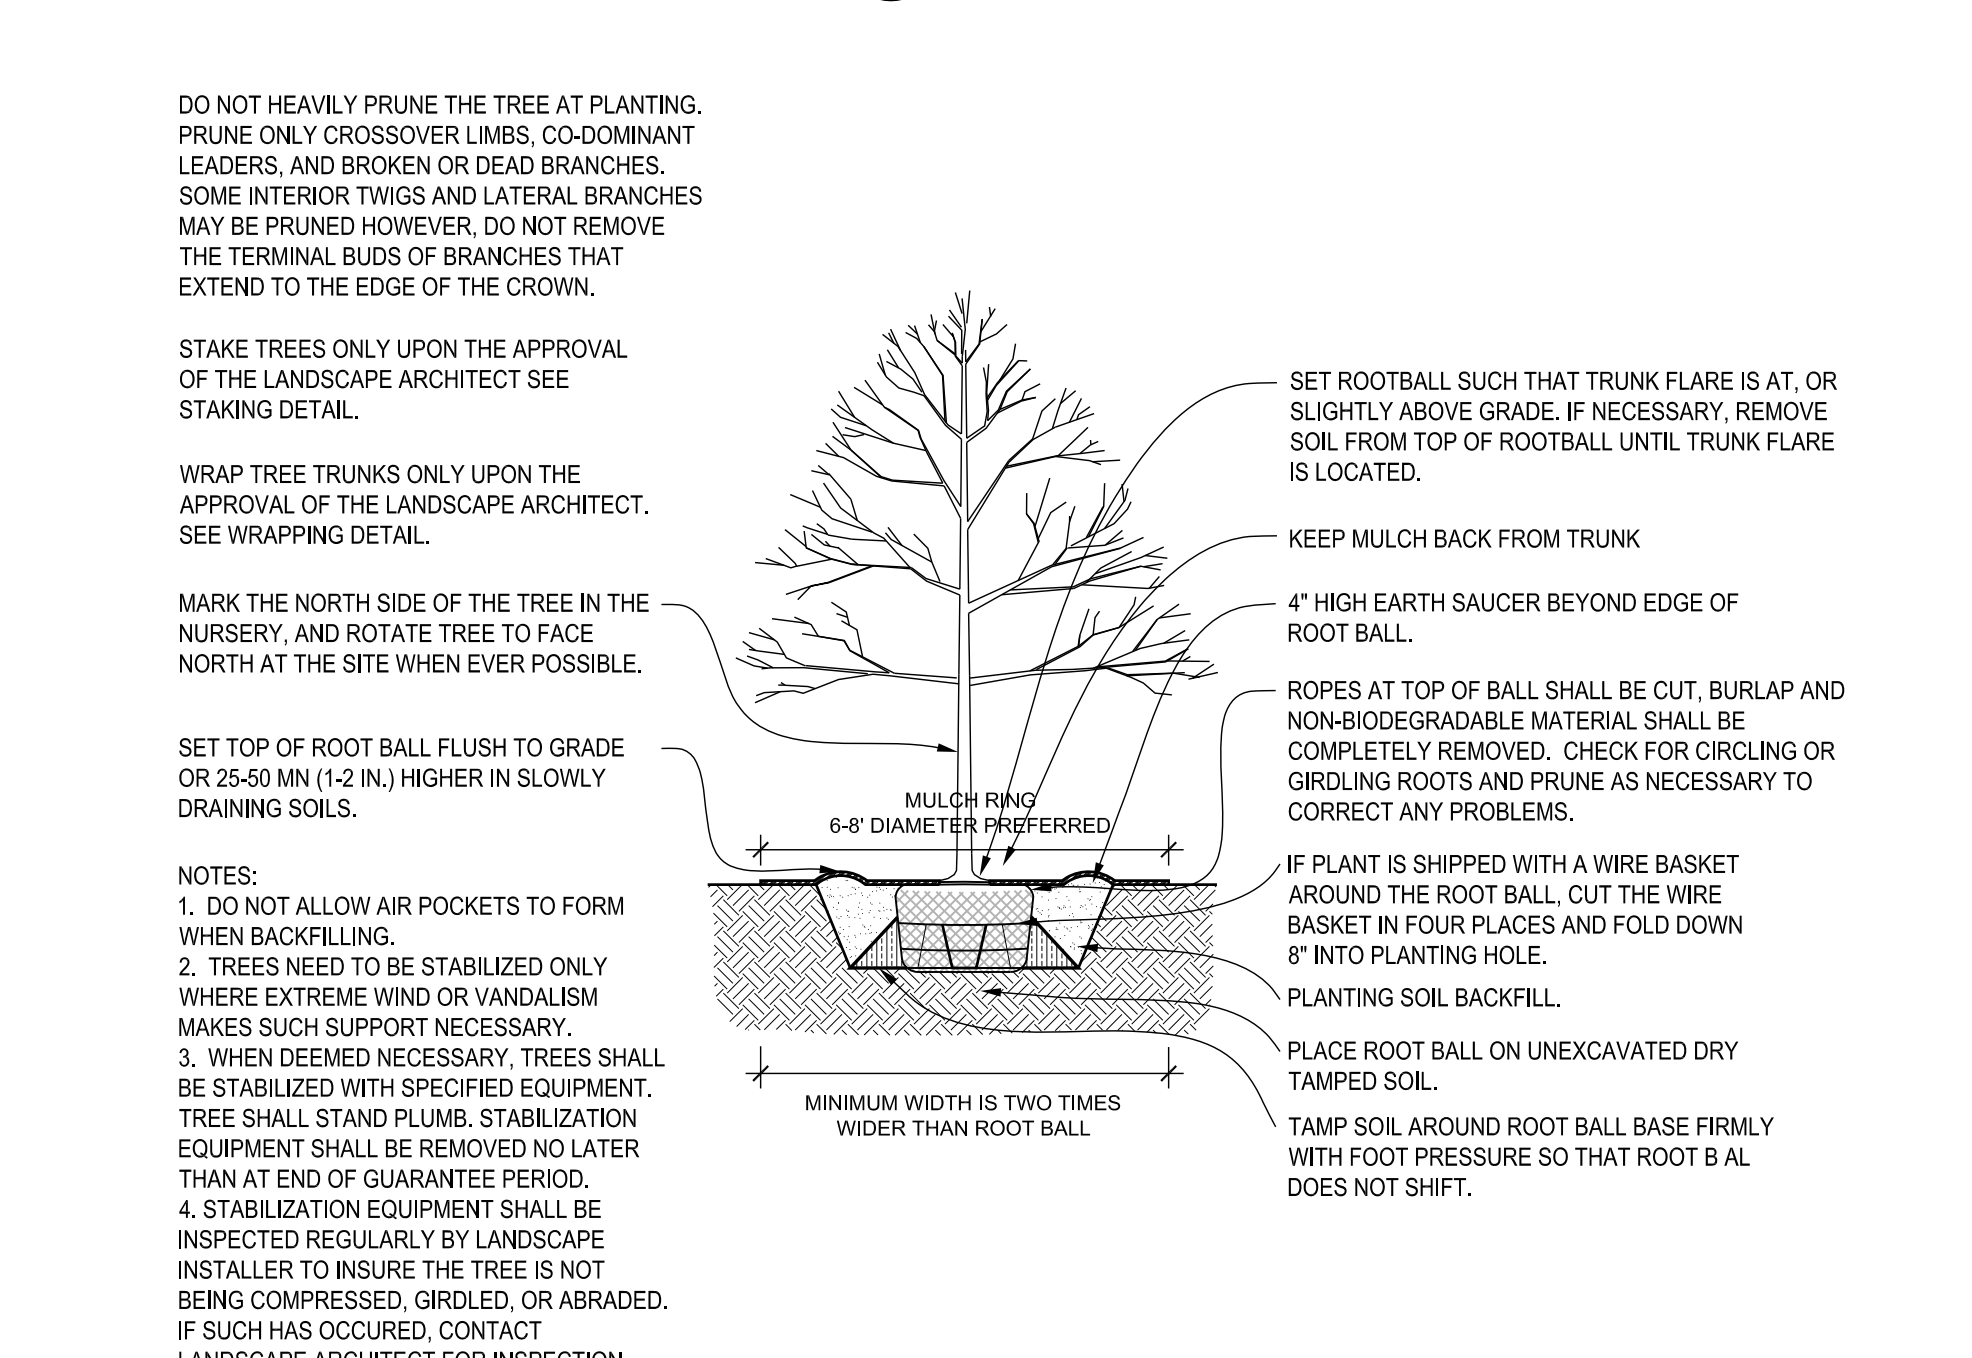 DO NOT HEAVILY PRUNE THE TREE AT PLANTING.
PRUNE ONLY CROSSOVER LIMBS, CO-DOMINANT
LEADERS, AND BROKEN OR DEAD BRANCHES.
SOME INTERIOR TWIGS AND LATERAL BRANCHES
MAY BE PRUNED HOWEVER, DO NOT REMOVE
THE TERMINAL BUDS OF BRANCHES THAT
EXTEND TO THE EDGE OF THE CROWN.
STAKE TREES ONLY UPON THE APPROVAL
OF THE LANDSCAPE ARCHITECT SEE
STAKING DETAIL.
WRAP TREE TRUNKS ONLY UPON THE
APPROVAL OF THE LANDSCAPE ARCHITECT.
SEE WRAPPING DETAIL.
MARK THE NORTH SIDE OF THE TREE IN THE
NURSERY, AND ROTATE TREE TO FACE
NORTH AT THE SITE WHEN EVER POSSIBLE.
SET TOP OF ROOT BALL FLUSH TO GRADE
OR 25-50 MN (1-2 IN.) HIGHER IN SLOWLY
DRAINING SOILS.
NOTES:
1. DO NOT ALLOW AIR POCKETS TO FORM
WHEN BACKFILLING.
2. TREES NEED TO BE STABILIZED ONLY
WHERE EXTREME WIND OR VANDALISM
MAKES SUCH SUPPORT NECESSARY.
3. WHEN DEEMED NECESSARY, TREES SHALL
BE STABILIZED WITH SPECIFIED EQUIPMENT.
TREE SHALL STAND PLUMB. STABILIZATION
EQUIPMENT SHALL BE REMOVED NO LATER
THAN AT END OF GUARANTEE PERIOD.
4. STABILIZATION EQUIPMENT SHALL BE
INSPECTED REGULARLY BY LANDSCAPE
INSTALLER TO INSURE THE TREE IS NOT
BEING COMPRESSED, GIRDLED, OR ABRADED.
IF SUCH HAS OCCURED, CONTACT
LANDSCAPE ARCHITECT FOR INSPECTION
MULCH RING
6-8' DIAMETER PREFERRED
MINIMUM WIDTH IS TWO TIMES
WIDER THAN ROOT BALL
SET ROOTBALL SUCH THAT TRUNK FLARE IS AT, OR
SLIGHTLY ABOVE GRADE. IF NECESSARY, REMOVE
SOIL FROM TOP OF ROOTBALL UNTIL TRUNK FLARE
IS LOCATED.
KEEP MULCH BACK FROM TRUNK
4" HIGH EARTH SAUCER BEYOND EDGE OF
ROOT BALL.
ROPES AT TOP OF BALL SHALL BE CUT, BURLAP AND
NON-BIODEGRADABLE MATERIAL SHALL BE
COMPLETELY REMOVED. CHECK FOR CIRCLING OR
GIRDLING ROOTS AND PRUNE AS NECESSARY TO
CORRECT ANY PROBLEMS.
IF PLANT IS SHIPPED WITH A WIRE BASKET
AROUND THE ROOT BALL, CUT THE WIRE
BASKET IN FOUR PLACES AND FOLD DOWN
8" INTO PLANTING HOLE.
PLANTING SOIL BACKFILL.
PLACE ROOT BALL ON UNEXCAVATED DRY
TAMPED SOIL.
TAMP SOIL AROUND ROOT BALL BASE FIRMLY
WITH FOOT PRESSURE SO THAT ROOT B AL
DOES NOT SHIFT.